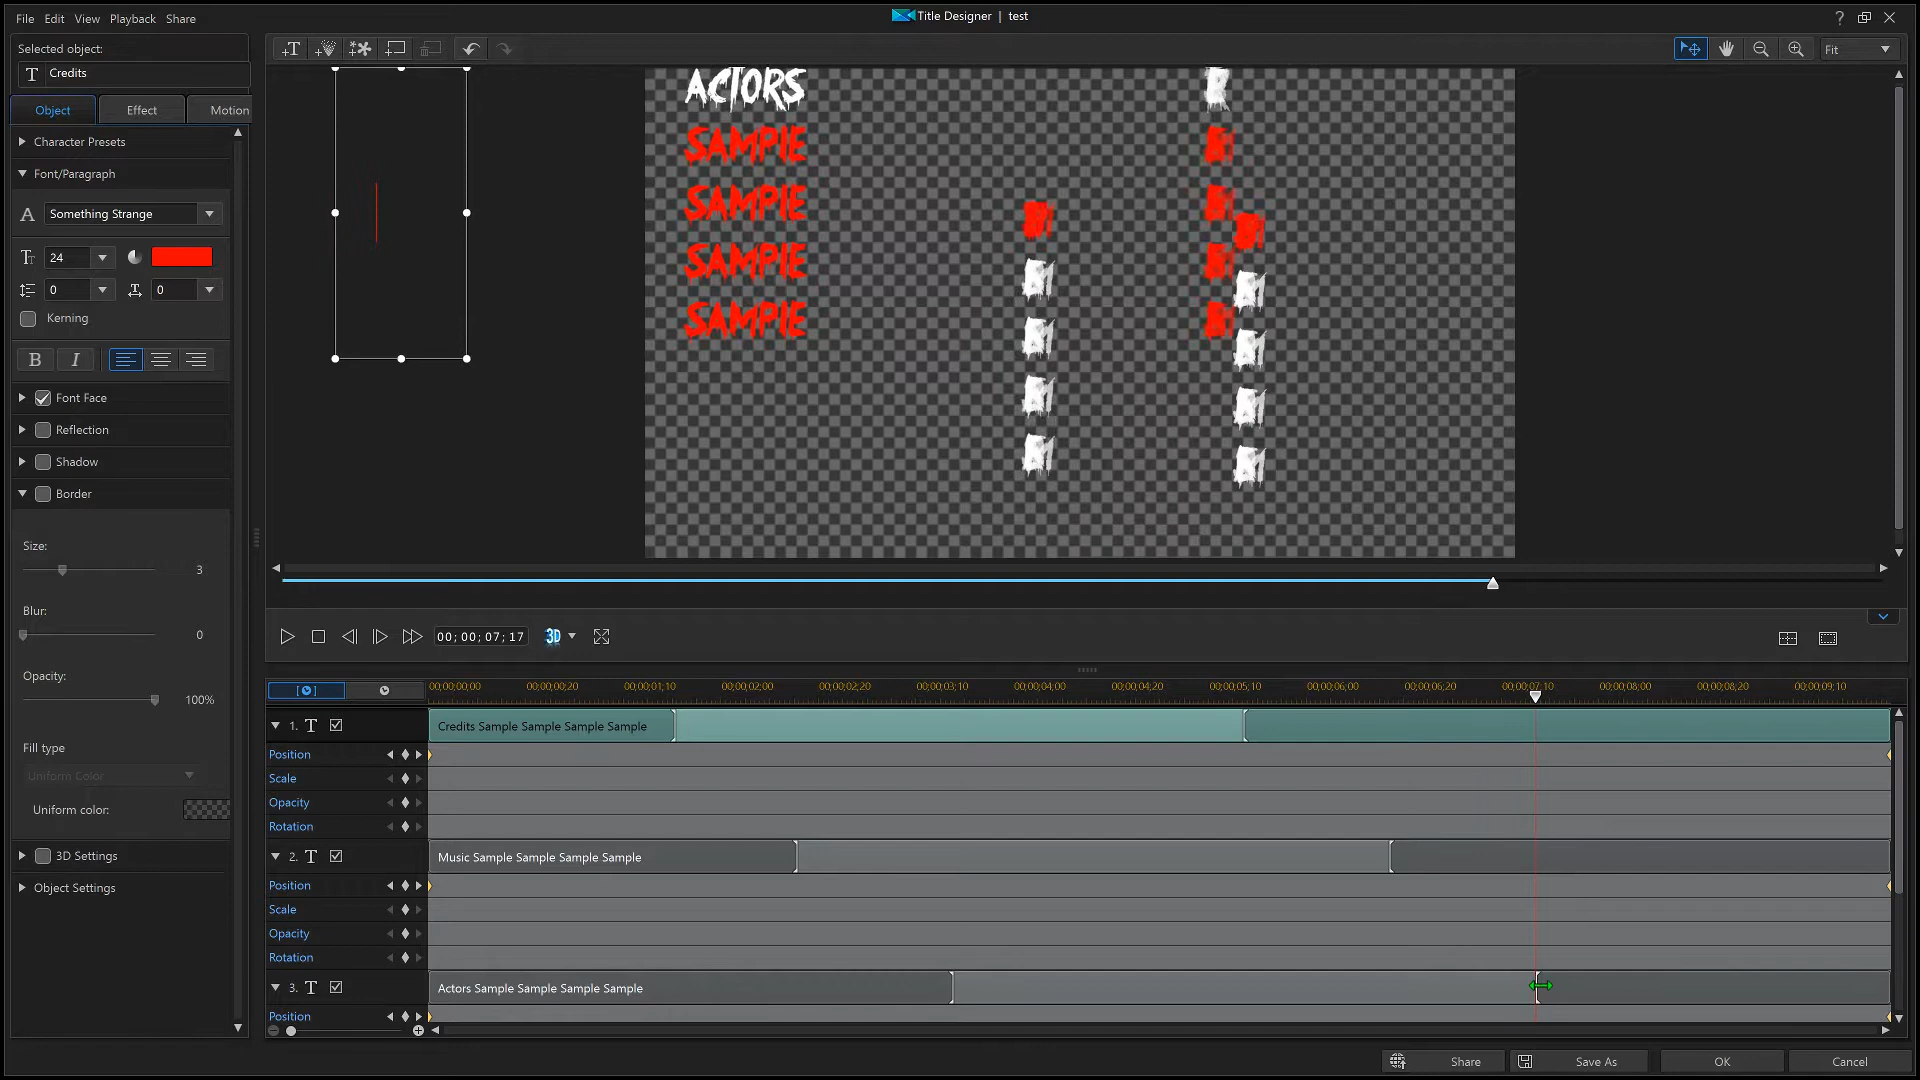 File Edit View Playback Share
Title Designer | test
?
Selected object:
T Credits
Fit
Object Effect Motion
Character Presets
Font/Paragraph
Something Strange
24
0 0
Kerning
B I
Font Face
Reflection
Shadow
Border
Size:
3
Blur:
0
Opacity:
100%
Fill type
Uniform Color
Uniform color:
3D Settings
Object Settings
ACTORS
SAMPLE
SAMPLE
SAMPLE
SAMPLE
00; 00; 07; 17 3D
00;00;00;00 00;00;00;20 00;00;01;10 00;00;02;00 00;00;02;20 00;00;03;10 00;00;04;00 00;00;04;20 00;00;05;10 00;00;06;00 00;00;06;20 00;00;07;10 00;00;08;00 00;00;08;20 00;00;09;10
1. T Credits Sample Sample Sample Sample
Position
Scale
Opacity
Rotation
2. T Music Sample Sample Sample Sample
Position
Scale
Opacity
Rotation
3. T Actors Sample Sample Sample Sample
Position
Share Save As OK Cancel